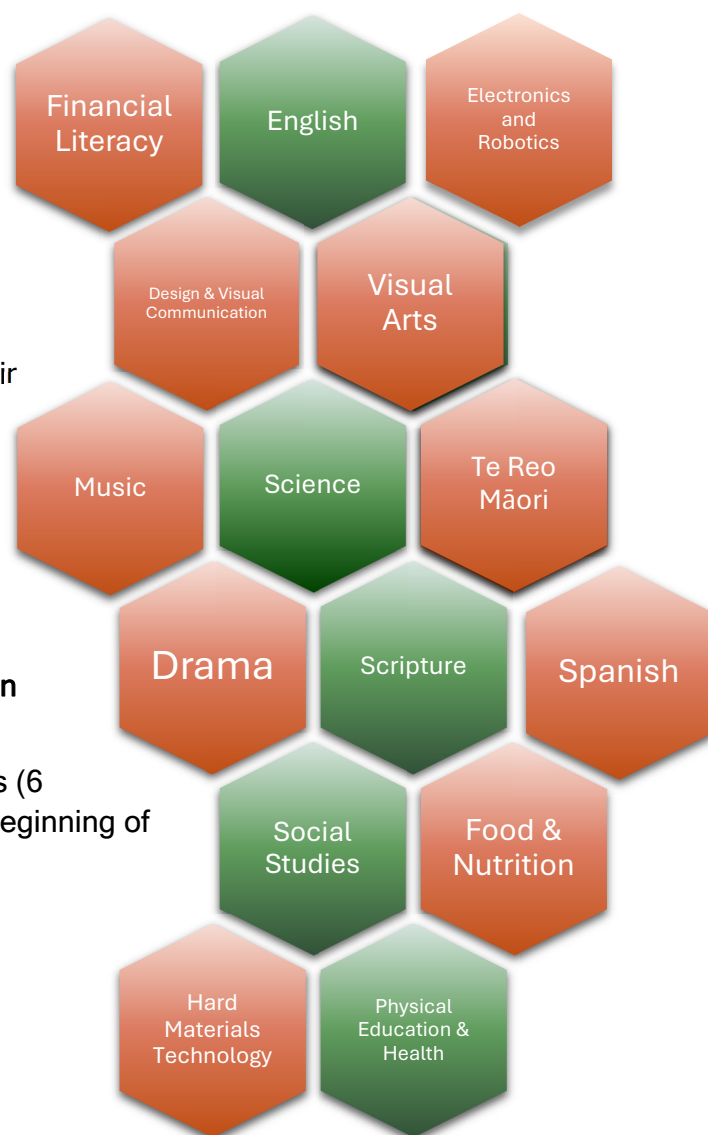 Financial
Literacy
English
Electronics
and
Robotics
Design & Visual
Communication
Visual
Arts
ir
Music
Science
Te Reo
Māori
Drama
Scripture
Spanish
n
s (6
eginning of
Social
Studies
Food &
Nutrition
Hard
Materials
Technology
Physical
Education &
Health